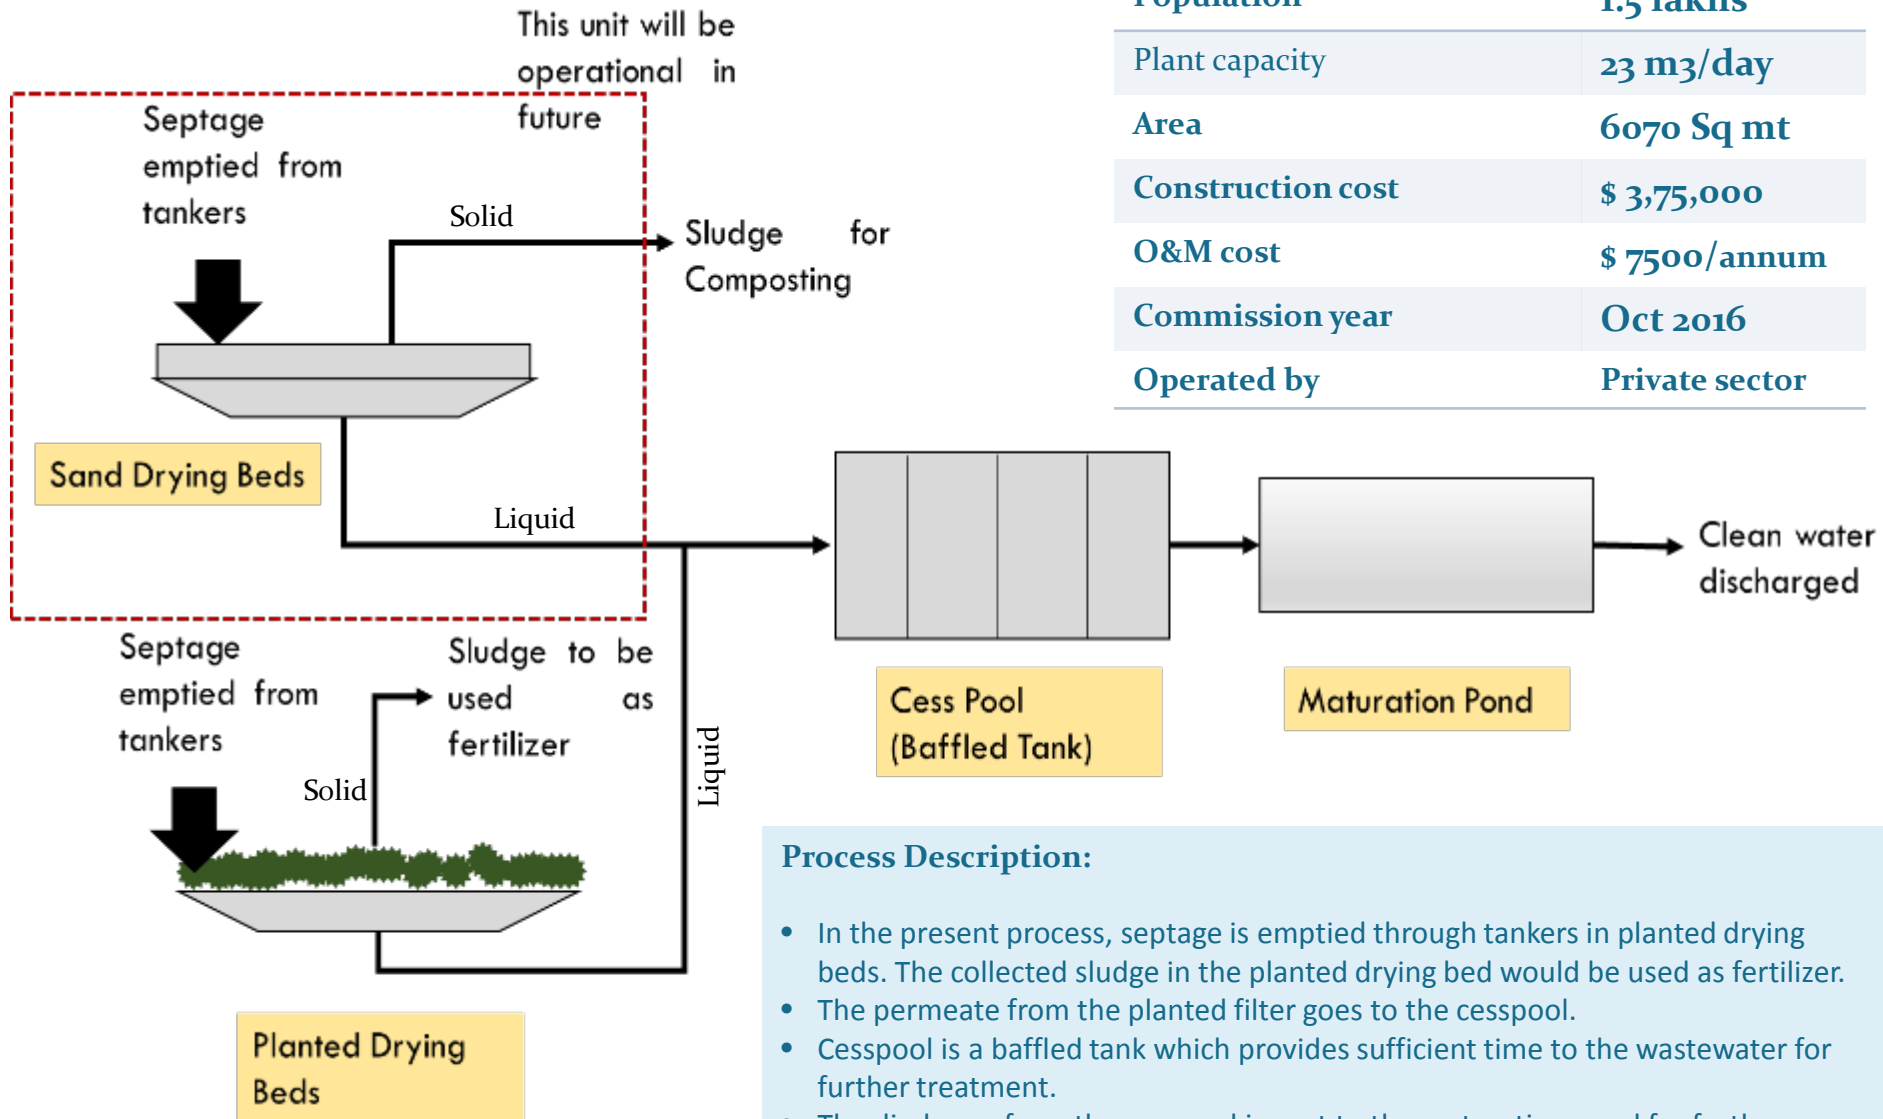 This unit will be
operational in
future
Septage
emptied from
tankers
Solid
Sludge for
Composting
Sand Drying Beds
Liquid
Population 1.5 lakhs
Plant capacity 23 m3/day
Area 6070 Sq mt
Construction cost $ 3,75,000
O&M cost $ 7500/annum
Commission year Oct 2016
Operated by Private sector
Clean water
discharged
Septage
emptied from
tankers
Sludge to be
used as
fertilizer
Solid
Liquid
Cess Pool
(Baffled Tank)
Maturation Pond
Planted Drying
Beds
Process Description:
• In the present process, septage is emptied through tankers in planted drying
beds. The collected sludge in the planted drying bed would be used as fertilizer.
• The permeate from the planted filter goes to the cesspool.
• Cesspool is a baffled tank which provides sufficient time to the wastewater for
further treatment.